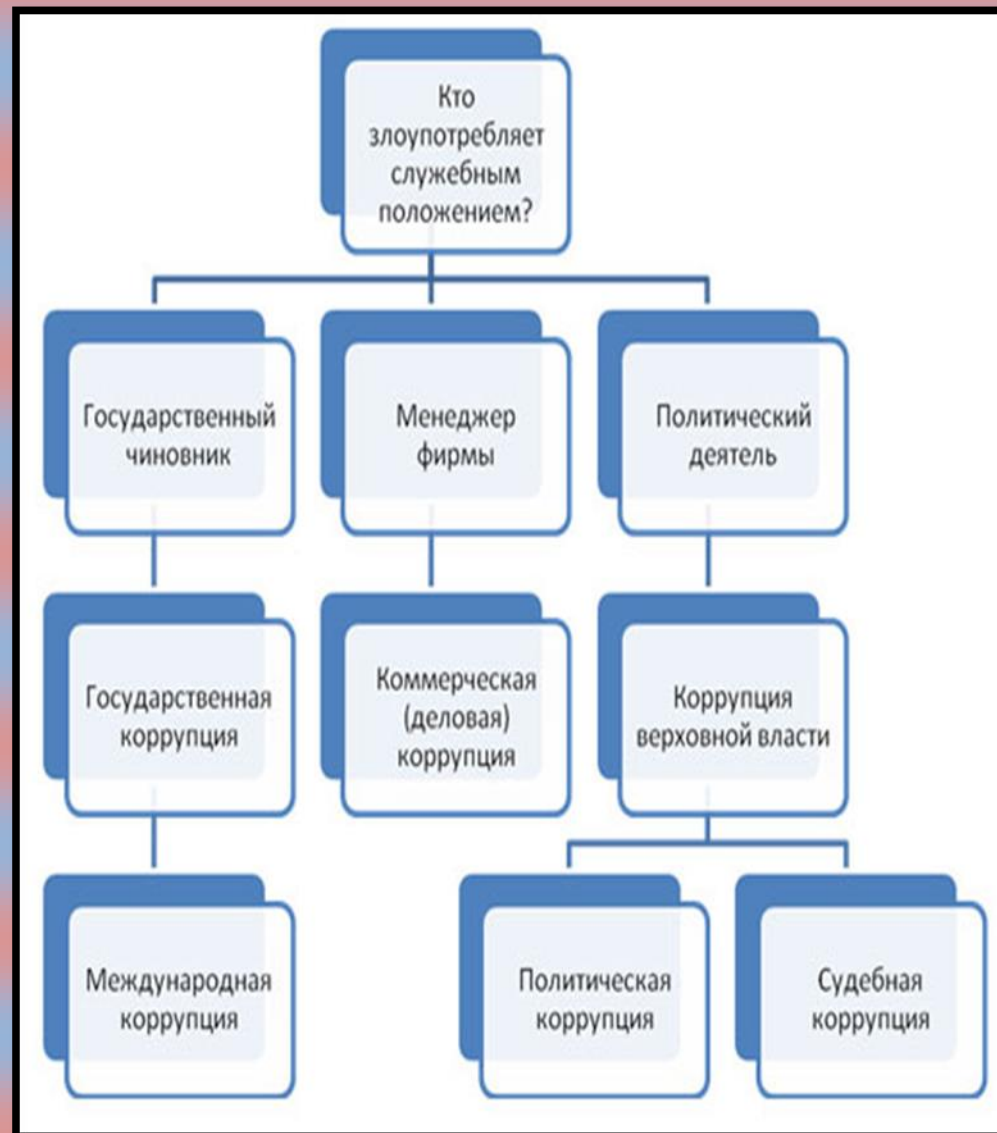 Кто
злоупотребляет
служебным
положением?
Государственный
чиновник
Менеджер
фирмы
Политический
деятель
Государственная
коррупция
Коммерческая
(деловая)
коррупция
Коррупция
верховной власти
Международная
коррупция
Политическая
коррупция
Судебная
коррупция